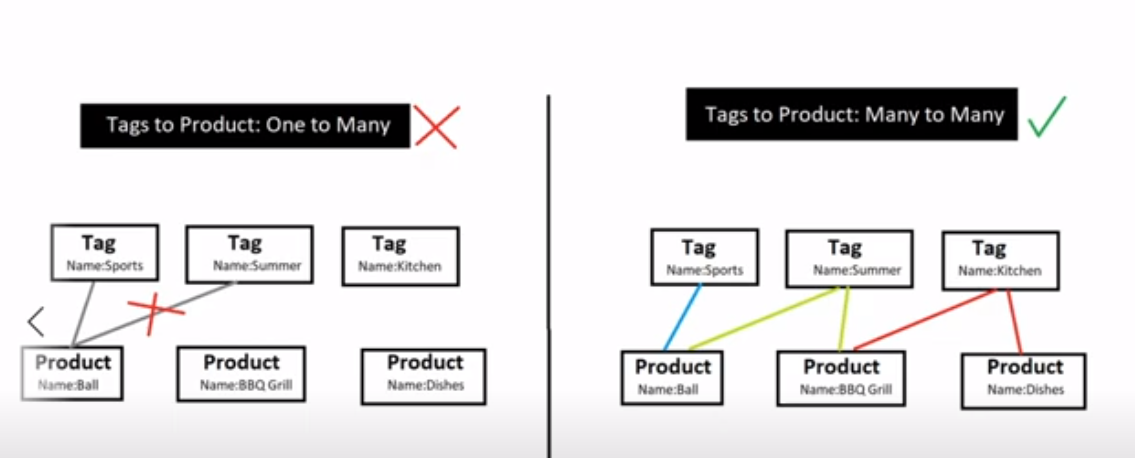 Tags to Product: One to Many
Tag
Name:Sports
Tag
Name:Summer
Tag
Name:Kitchen
Product
Name:Ball
Product
Name:BBQ Grill
Product
Name:Dishes
Tags to Product: Many to Many
Tag
Name:Sports
Tag
Name:Summer
Tag
Name:Kitchen
Product
Name:Ball
Product
Name:BBQ Grill
Product
Name:Dishes